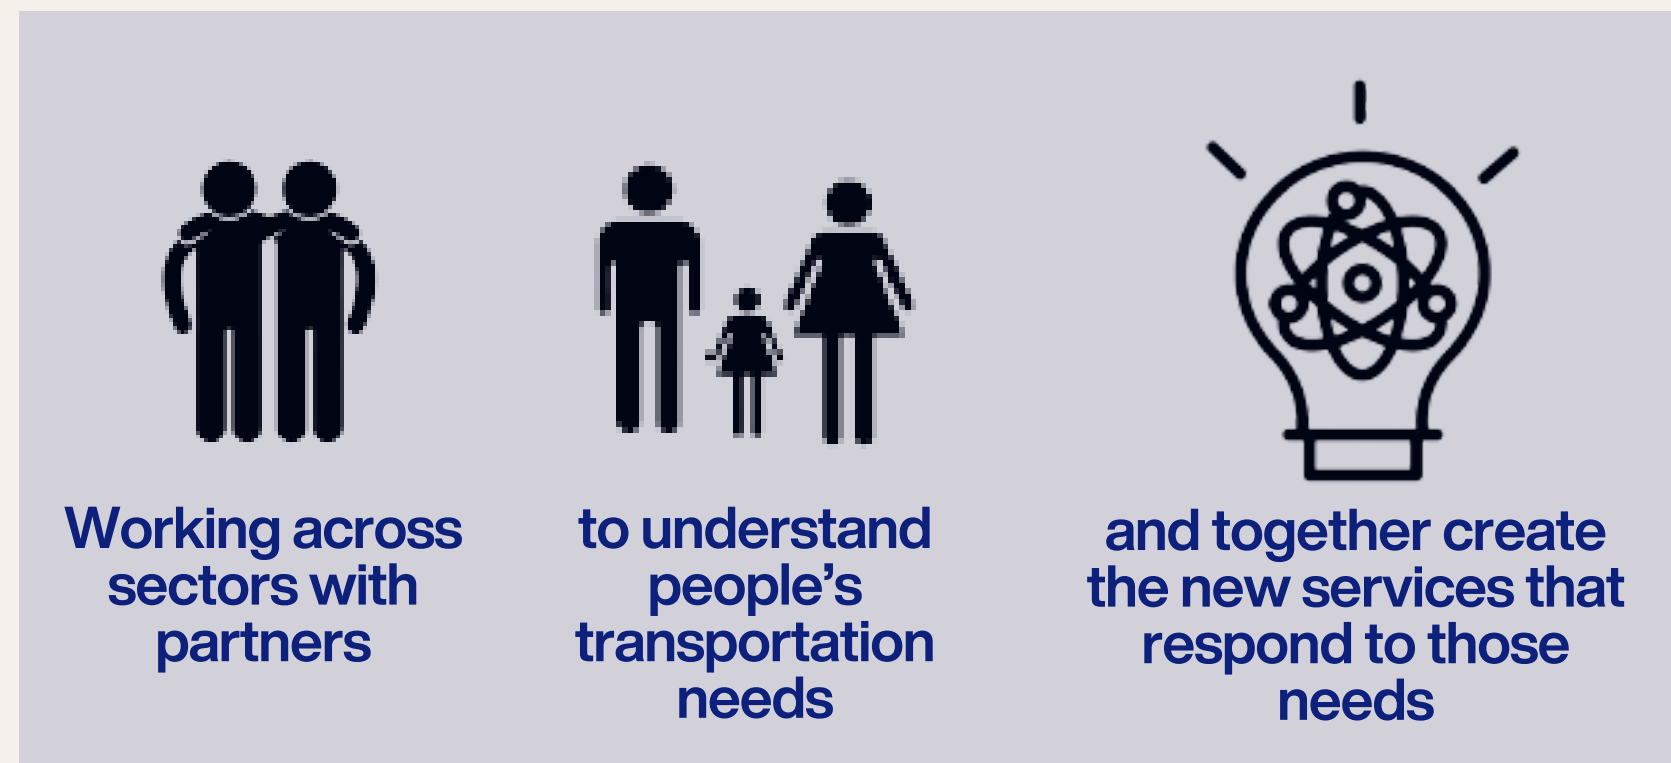 Working across
sectors with
partners
to understand
people’s
transportation
needs
and together create
the new services that
respond to those
needs